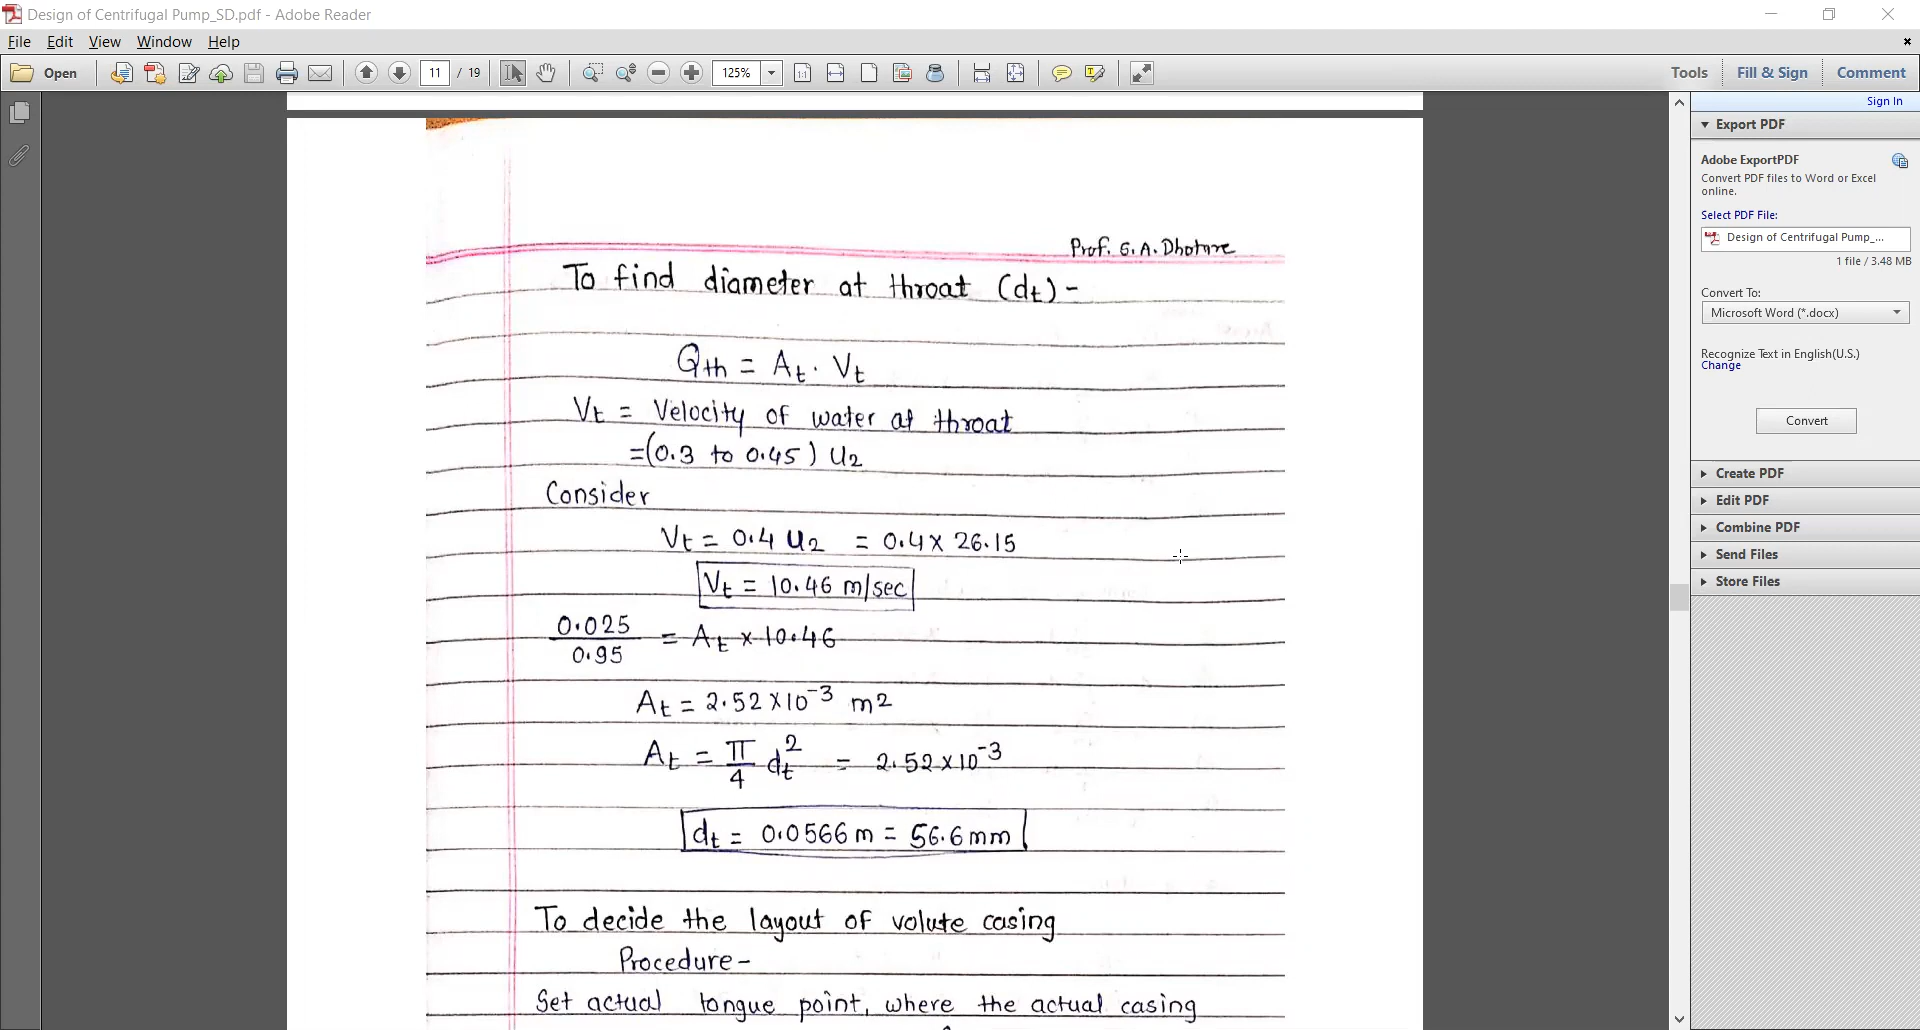 Design of Centrifugal Pump_SD.pdf - Adobe Reader
File Edit View Window Help
Open 11 / 19 125% Tools Fill & Sign Comment
Sign In
Export PDF
Adobe ExportPDF
Convert PDF files to Word or Excel
online.
Select PDF File:
Design of Centrifugal Pump_...
1 file / 3.48 MB
Convert To:
Microsoft Word (*.docx)
Recognize Text in English(U.S.)
Change
Convert
Create PDF
Edit PDF
Combine PDF
Send Files
Store Files
Prof. S.A.Dhotare
To find diameter at throat (dt) -
Qth = At . Vt
Vt = Velocity of water at throat
=(0.3 to 0.45) U2
Consider
Vt = 0.4 U2 = 0.4 x 26.15
Vt = 10.46 m/sec
0.025
0.95
= At x 10.46
At = 2.52 x 10^-3 m2
At = π/4 dt^2 = 2.52 x 10^-3
dt = 0.0566 m = 56.6 mm
To decide the layout of volute casing
Procedure -
Set actual tongue point, where the actual casing